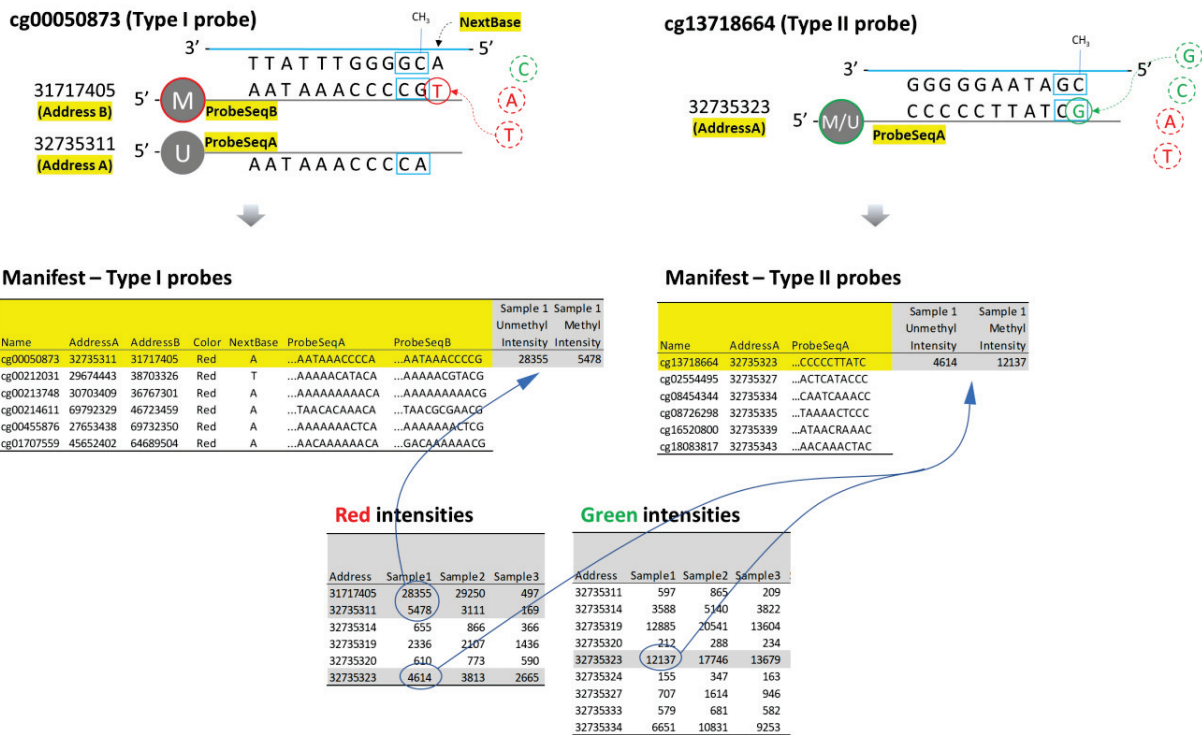 cg00050873 (Type I probe)
CH3
NextBase
3’
5’
T T A T T T G G G G C A
C
31717405
(Address B)
5’ -
M
A A T A A A C C C C G T
A
ProbeSeqB
T
32735311
(Address A)
5’ -
U
ProbeSeqA
A A T A A A C C C C A
cg13718664 (Type II probe)
CH3
G
3’ -
5’
G G G G G A A T A G C
C
32735323
(AddressA)
5’ -
M/U
C C C C C T T A T C G
A
ProbeSeqA
T
Manifest – Type I probes
Sample 1 Sample 1
Unmethyl Methyl
Name AddressA AddressB Color NextBase ProbeSeqA ProbeSeqB Intensity Intensity
cg00050873 32735311 31717405 Red A ...AATAAACCCCA ...AATAAACCCCG 28355 5478
cg00212031 29674443 38703326 Red T ...AAAAACATACA ...AAAAACGTACG
cg00213748 30703409 36767301 Red A ...AAAAAAAAACA ...AAAAAAAAACG
cg00214611 69792329 46723459 Red A ...TAACACAAACA ...TAACGCGAACG
cg00455876 27653438 69732350 Red A ...AAAAAAACTCA ...AAAAAAACTCG
cg01707559 45652402 64689504 Red A ...AACAAAAAACA ...GACAAAAAACG
Manifest – Type II probes
Sample 1 Sample 1
Unmethyl Methyl
Name AddressA ProbeSeqA Intensity Intensity
cg13718664 32735323 ...CCCCCTTATC 4614 12137
cg02554495 32735327 ...ACTCATACCC
cg08454344 32735334 ...CAATCAAACC
cg08726298 32735335 ...TAAAACTCCC
cg16520800 32735339 ...ATAACRAAAC
cg18083817 32735343 ...AACAAACTAC
Red intensities
Address Sample1 Sample2 Sample3
31717405 28355 29250 497
32735311 5478 3111 169
32735314 655 866 366
32735319 2336 2107 1436
32735320 610 773 590
32735323 4614 3813 2665
Green intensities
Address Sample1 Sample2 Sample3
32735311 597 865 209
32735314 3588 5140 3822
32735319 12885 20541 13604
32735320 212 288 234
32735323 12137 17746 13679
32735324 155 347 163
32735327 707 1614 946
32735333 579 681 582
32735334 6651 10831 9253